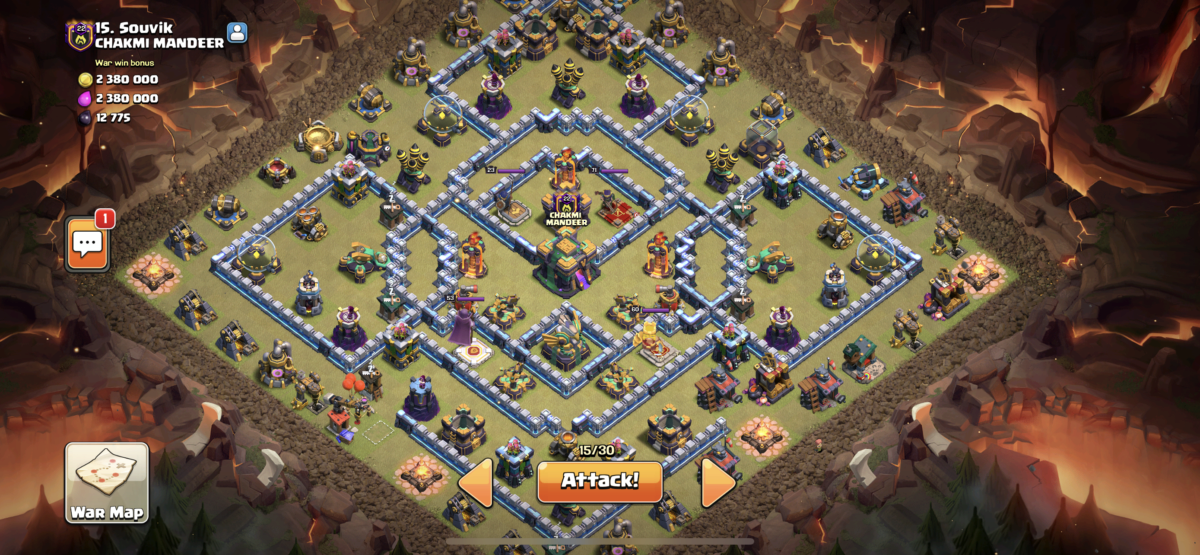 15. Souvik
CHAKMI MANDEER
War win bonus
2 380 000
2 380 000
12 775
1
CHAKMI
MANDEER
15/30
Attack!
War Map